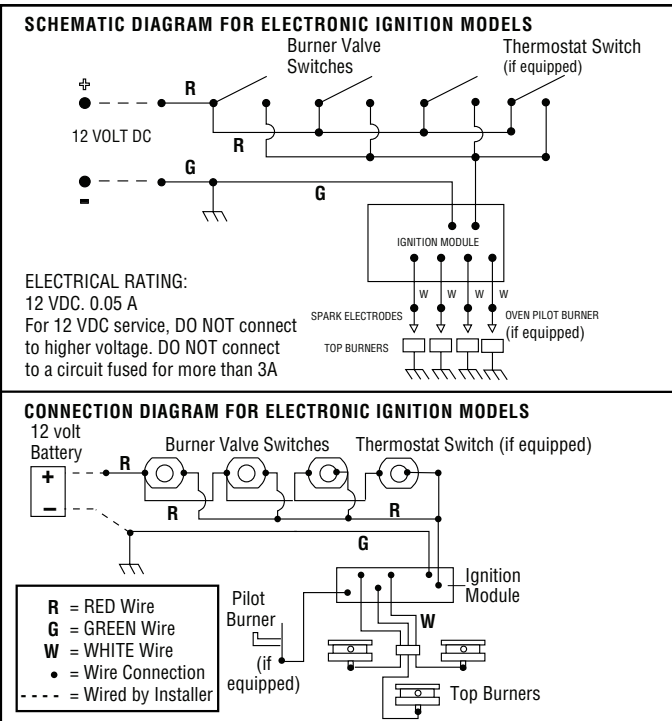 SCHEMATIC DIAGRAM FOR ELECTRONIC IGNITION MODELS
Burner Valve
Switches
Thermostat Switch
(if equipped)
+
R
12 VOLT DC
R
G
-
G
IGNITION MODULE
W W W W
SPARK ELECTRODES
OVEN PILOT BURNER
(if equipped)
TOP BURNERS
ELECTRICAL RATING:
12 VDC. 0.05 A
For 12 VDC service, DO NOT connect
to higher voltage. DO NOT connect
to a circuit fused for more than 3A
CONNECTION DIAGRAM FOR ELECTRONIC IGNITION MODELS
12 volt
Battery
+
-
Burner Valve Switches
Thermostat Switch (if equipped)
R
R
R
G
Ignition
Module
W
Pilot
Burner
(if
equipped)
Top Burners
R = RED Wire
G = GREEN Wire
W = WHITE Wire
• = Wire Connection
- - - - = Wired by Installer